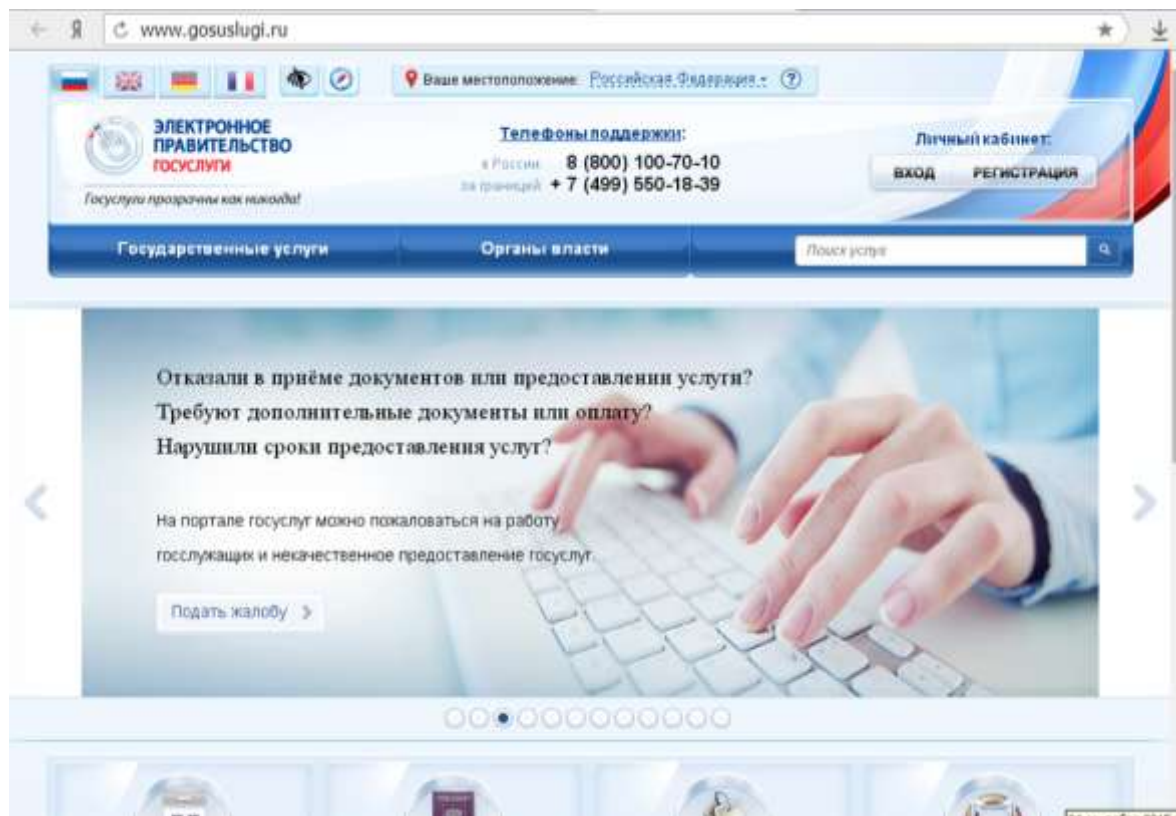 www.gosuslugi.ru
Ваше местоположение: Российская Федерация
ЭЛЕКТРОННОЕ
ПРАВИТЕЛЬСТВО
ГОСУСЛУГИ
Госуслуги прозрачны как никогда!
Телефоны поддержки:
в России: 8 (800) 100-70-10
за границей: + 7 (499) 550-18-39
Личный кабинет:
ВХОД РЕГИСТРАЦИЯ
Государственные услуги
Органы власти
Поиск услуг
Отказали в приёме документов или предоставлении услуги?
Требуют дополнительные документы или оплату?
Нарушили сроки предоставления услуг?
На портале госуслуг можно пожаловаться на работу
госслужащих и некачественное предоставление госуслуг.
Подать жалобу